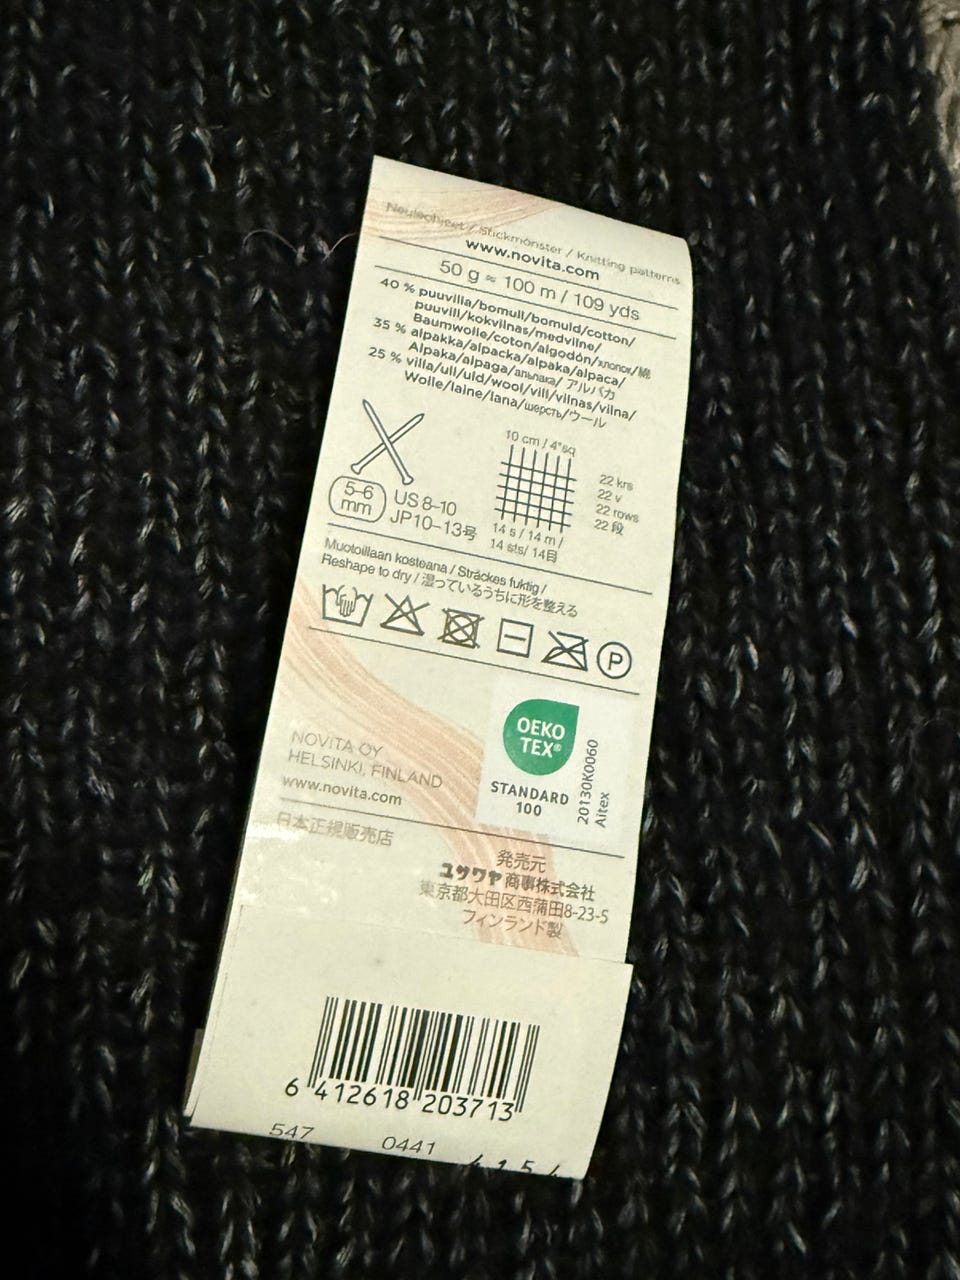 Neuleohjeet / Stickmönster / Knitting patterns
www.novita.com
50 g ≈ 100 m / 109 yds
40 % puuvilla/bomull/bomuld/cotton/
puuvill/kokvilnas/medvilnė/
Baumwolle/coton/algodón/хлопок/綿
35 % alpakka/alpacka/alpaka/alpaca/
Alpaka/alpaga/альпака/ アルパカ
25 % villa/ull/uld/wool/vill/vilnas/vilna/
Wolle/laine/lana/шерсть/ウール
10 cm / 4"sq
22 krs
22 v
22 rows
22 段
5-6
mm
US 8-10
JP10-13号
14 s / 14 m /
14 sts/ 14目
Muotoillaan kosteana / Sträckes fuktig /
Reshape to dry / 湿っているうちに形を整える
P
OEKO
TEX®
STANDARD
100
20130K0060
Aitex
NOVITA OY
HELSINKI, FINLAND
www.novita.com
日本正規販売店
発売元
ユザワヤ商事株式会社
東京都大田区西蒲田8-23-5
フィンランド製
6 412618 203713
547 0441